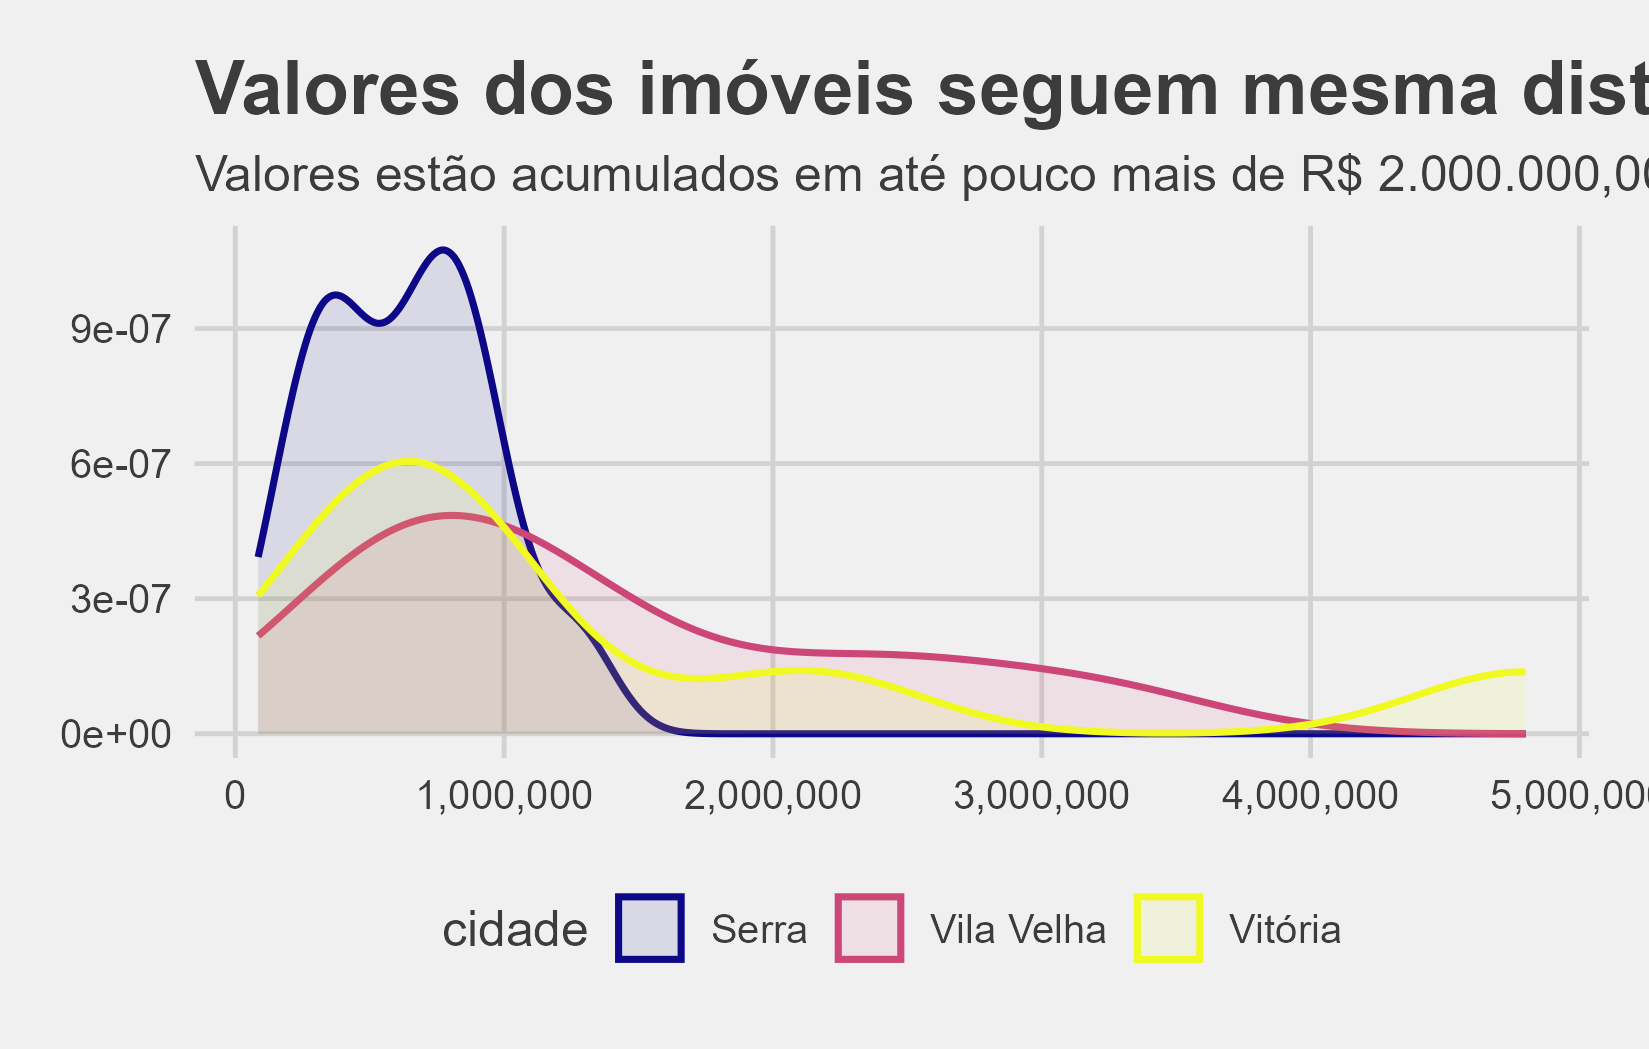 Valores dos imóveis seguem mesma dist
Valores estão acumulados em até pouco mais de R$ 2.000.000,00
9e-07
6e-07
3e-07
0e+00
0 1,000,000 2,000,000 3,000,000 4,000,000 5,000,000
cidade Serra Vila Velha Vitória